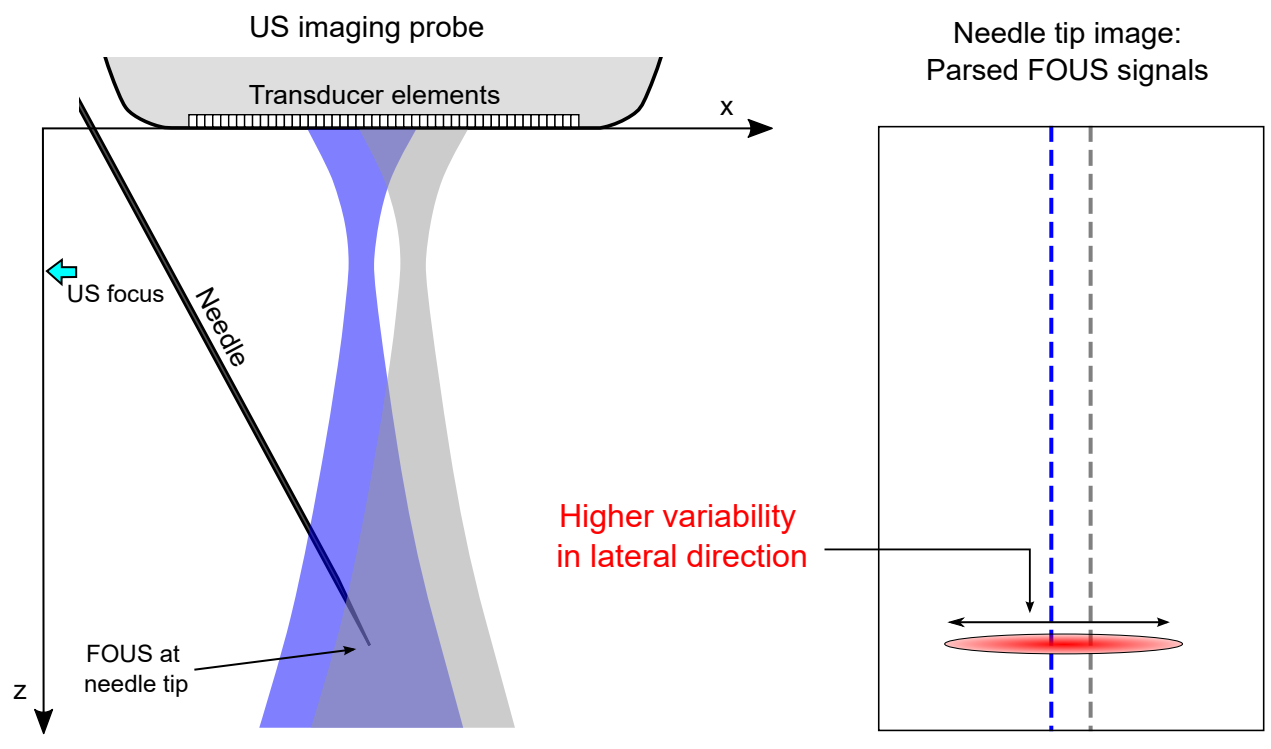 US imaging probe
Transducer elements
x
US focus
Needle
FOUS at
needle tip
z
Higher variability
in lateral direction
Needle tip image:
Parsed FOUS signals